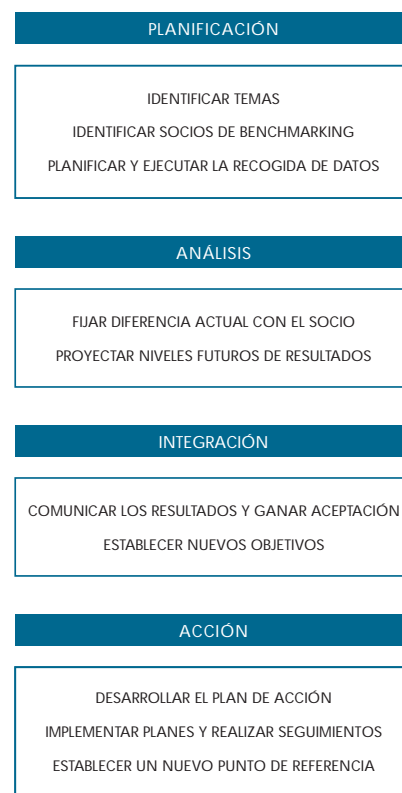 PLANIFICACIÓN
IDENTIFICAR TEMAS
IDENTIFICAR SOCIOS DE BENCHMARKING
PLANIFICAR Y EJECUTAR LA RECOGIDA DE DATOS
ANÁLISIS
FIJAR DIFERENCIA ACTUAL CON EL SOCIO
PROYECTAR NIVELES FUTUROS DE RESULTADOS
INTEGRACIÓN
COMUNICAR LOS RESULTADOS Y GANAR ACEPTACIÓN
ESTABLECER NUEVOS OBJETIVOS
ACCIÓN
DESARROLLAR EL PLAN DE ACCIÓN
IMPLEMENTAR PLANES Y REALIZAR SEGUIMIENTOS
ESTABLECER UN NUEVO PUNTO DE REFERENCIA